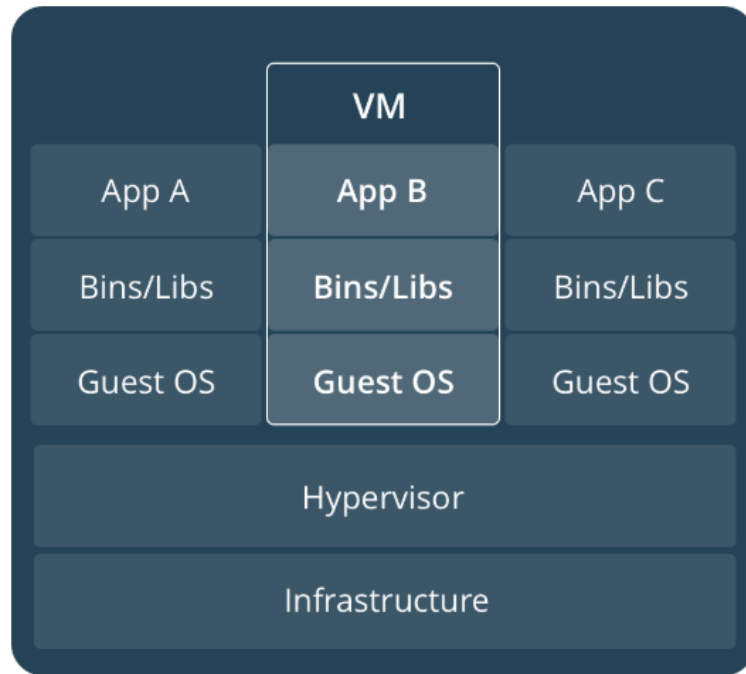 VM
App A
App B
App C
Bins/Libs
Bins/Libs
Bins/Libs
Guest OS
Guest OS
Guest OS
Hypervisor
Infrastructure